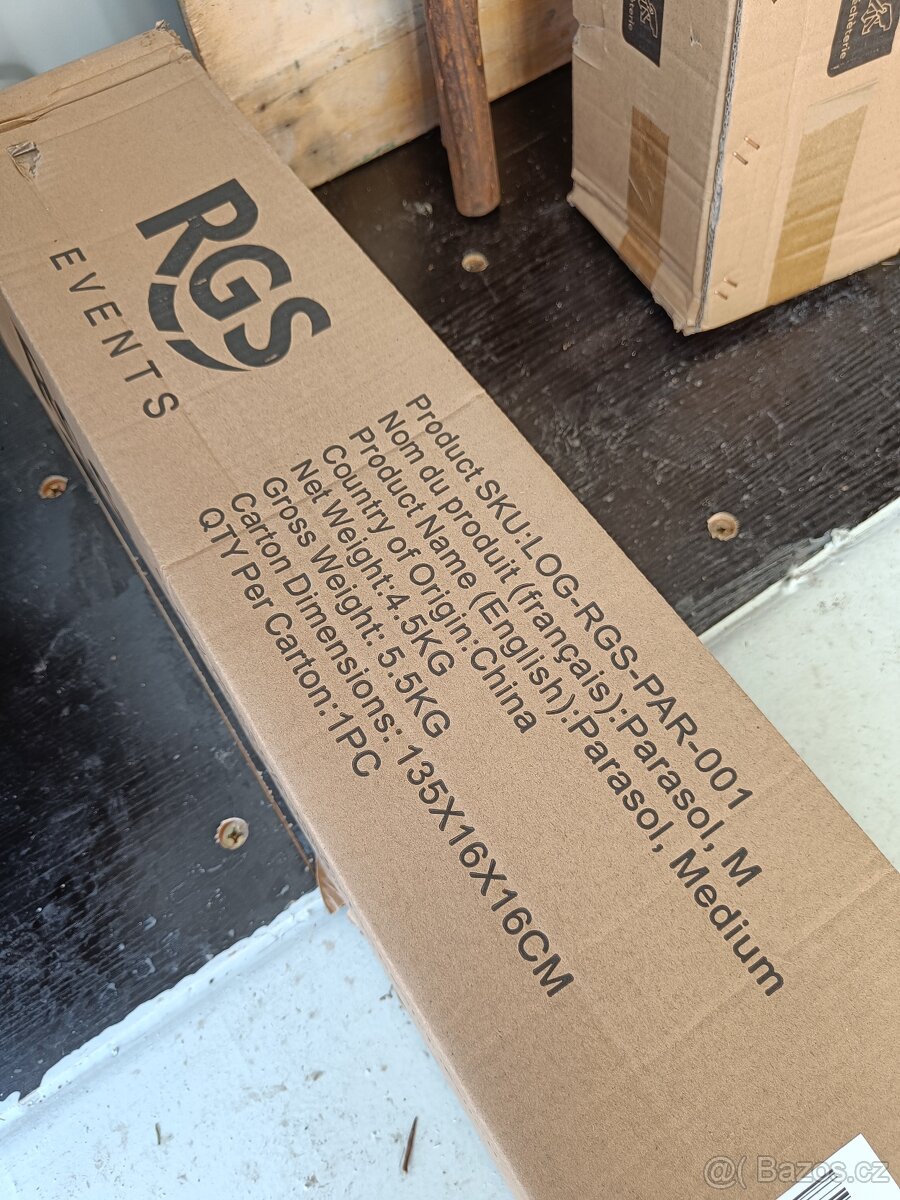 RGS
EVENTS
Product SKU:LOG-RGS-PAR-001
Nom du produit (français):Parasol, M
Product Name (English):Parasol, Medium
Country of Origin:China
Net Weight:4.5KG
Gross Weight: 5.5KG
Carton Dimensions: 135X16X16CM
QTY Per Carton:1PC
Bazos.cz